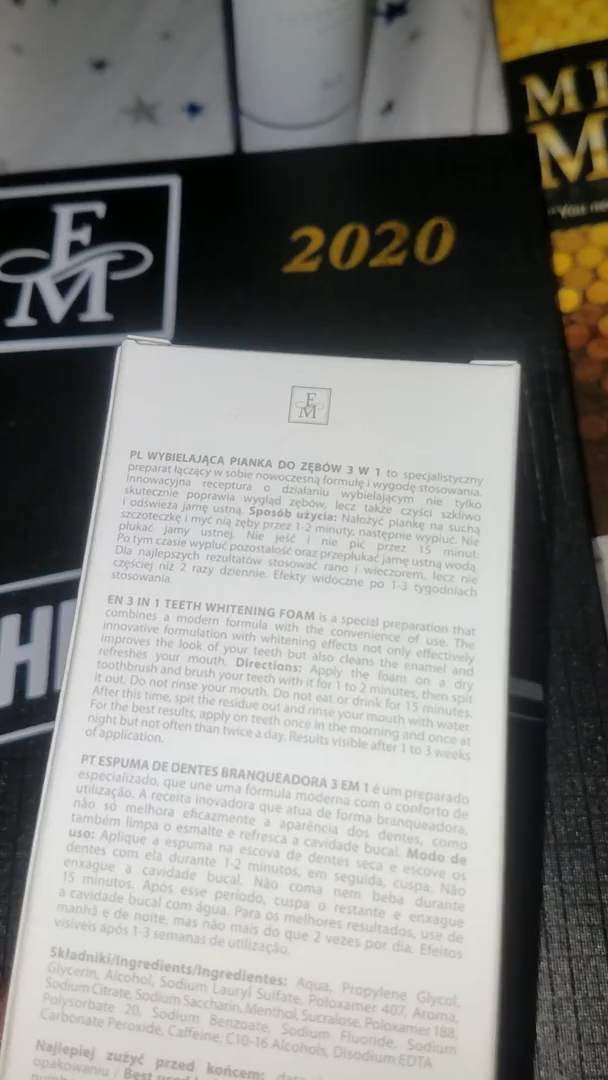 FM
2020
MI
M
"You
HI
FM
PL WYBIELAJĄCA PIANKA DO ZĘBÓW 3 W 1 to specjalistyczny
preparat łączący w sobie nowoczesną formułę i wygodę stosowania.
Innowacyjna receptura o działaniu wybielającym nie tylko
skutecznie poprawia wygląd zębów, lecz także czyści szkliwo
i odświeża jamę ustną. Sposób użycia: Nałożyć piankę na suchą
szczoteczkę i myć nią zęby przez 1-2 minuty, następnie wypluć. Nie
płukać jamy ustnej. Nie jeść i nie pić przez 15 minut.
Po tym czasie wypluć pozostałość oraz przepłukać jamę ustną wodą.
Dla najlepszych rezultatów stosować rano i wieczorem, lecz nie
częściej niż 2 razy dziennie. Efekty widoczne po 1-3 tygodniach
stosowania.
EN 3 IN 1 TEETH WHITENING FOAM is a special preparation that
combines a modern formula with the convenience of use. The
innovative formulation with whitening effects not only effectively
improves the look of your teeth but also cleans the enamel and
refreshes your mouth. Directions: Apply the foam on a dry
toothbrush and brush your teeth with it for 1 to 2 minutes, then spit
it out. Do not rinse your mouth. Do not eat or drink for 15 minutes.
After this time, spit the residue out and rinse your mouth with water.
For the best results, apply on teeth once in the morning and once at
night but not often than twice a day. Results visible after 1 to 3 weeks
of application.
PT ESPUMA DE DENTES BRANQUEADORA 3 EM 1 é um preparado
especializado, que une uma fórmula moderna com o conforto de
utilização. A receita inovadora que atua de forma branqueadora,
não só melhora eficazmente a aparência dos dentes, como
também limpa o esmalte e refresca a cavidade bucal. Modo de
uso: Aplique a espuma na escova de dentes seca e escove os
dentes com ela durante 1-2 minutos, em seguida, cuspa. Não
enxague a cavidade bucal. Não coma nem beba durante
15 minutos. Após esse período, cuspa o restante e enxague
a cavidade bucal com água. Para os melhores resultados, use de
manhã e de noite, mas não mais do que 2 vezes por dia. Efeitos
visíveis após 1-3 semanas de utilização.
Składniki/Ingredients/Ingredientes: Aqua, Propylene Glycol,
Glycerin, Alcohol, Sodium Lauryl Sulfate, Poloxamer 407, Aroma,
Sodium Citrate, Sodium Saccharin, Menthol, Sucralose, Poloxamer 188,
Polysorbate 20, Sodium Benzoate, Sodium Fluoride, Sodium
Carbonate Peroxide, Caffeine, C10-16 Alcohols, Disodium EDTA
Najlepiej zużyć przed końcem:
opakowaniu / Best used